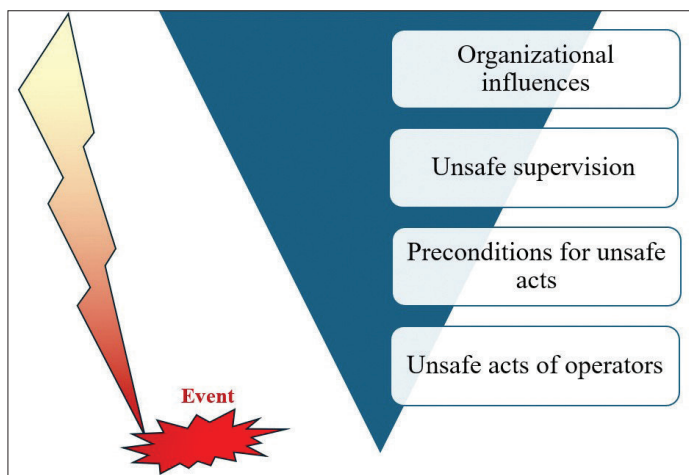 Organizational
influences
Unsafe supervision
Preconditions for unsafe
acts
Unsafe acts of operators
Event